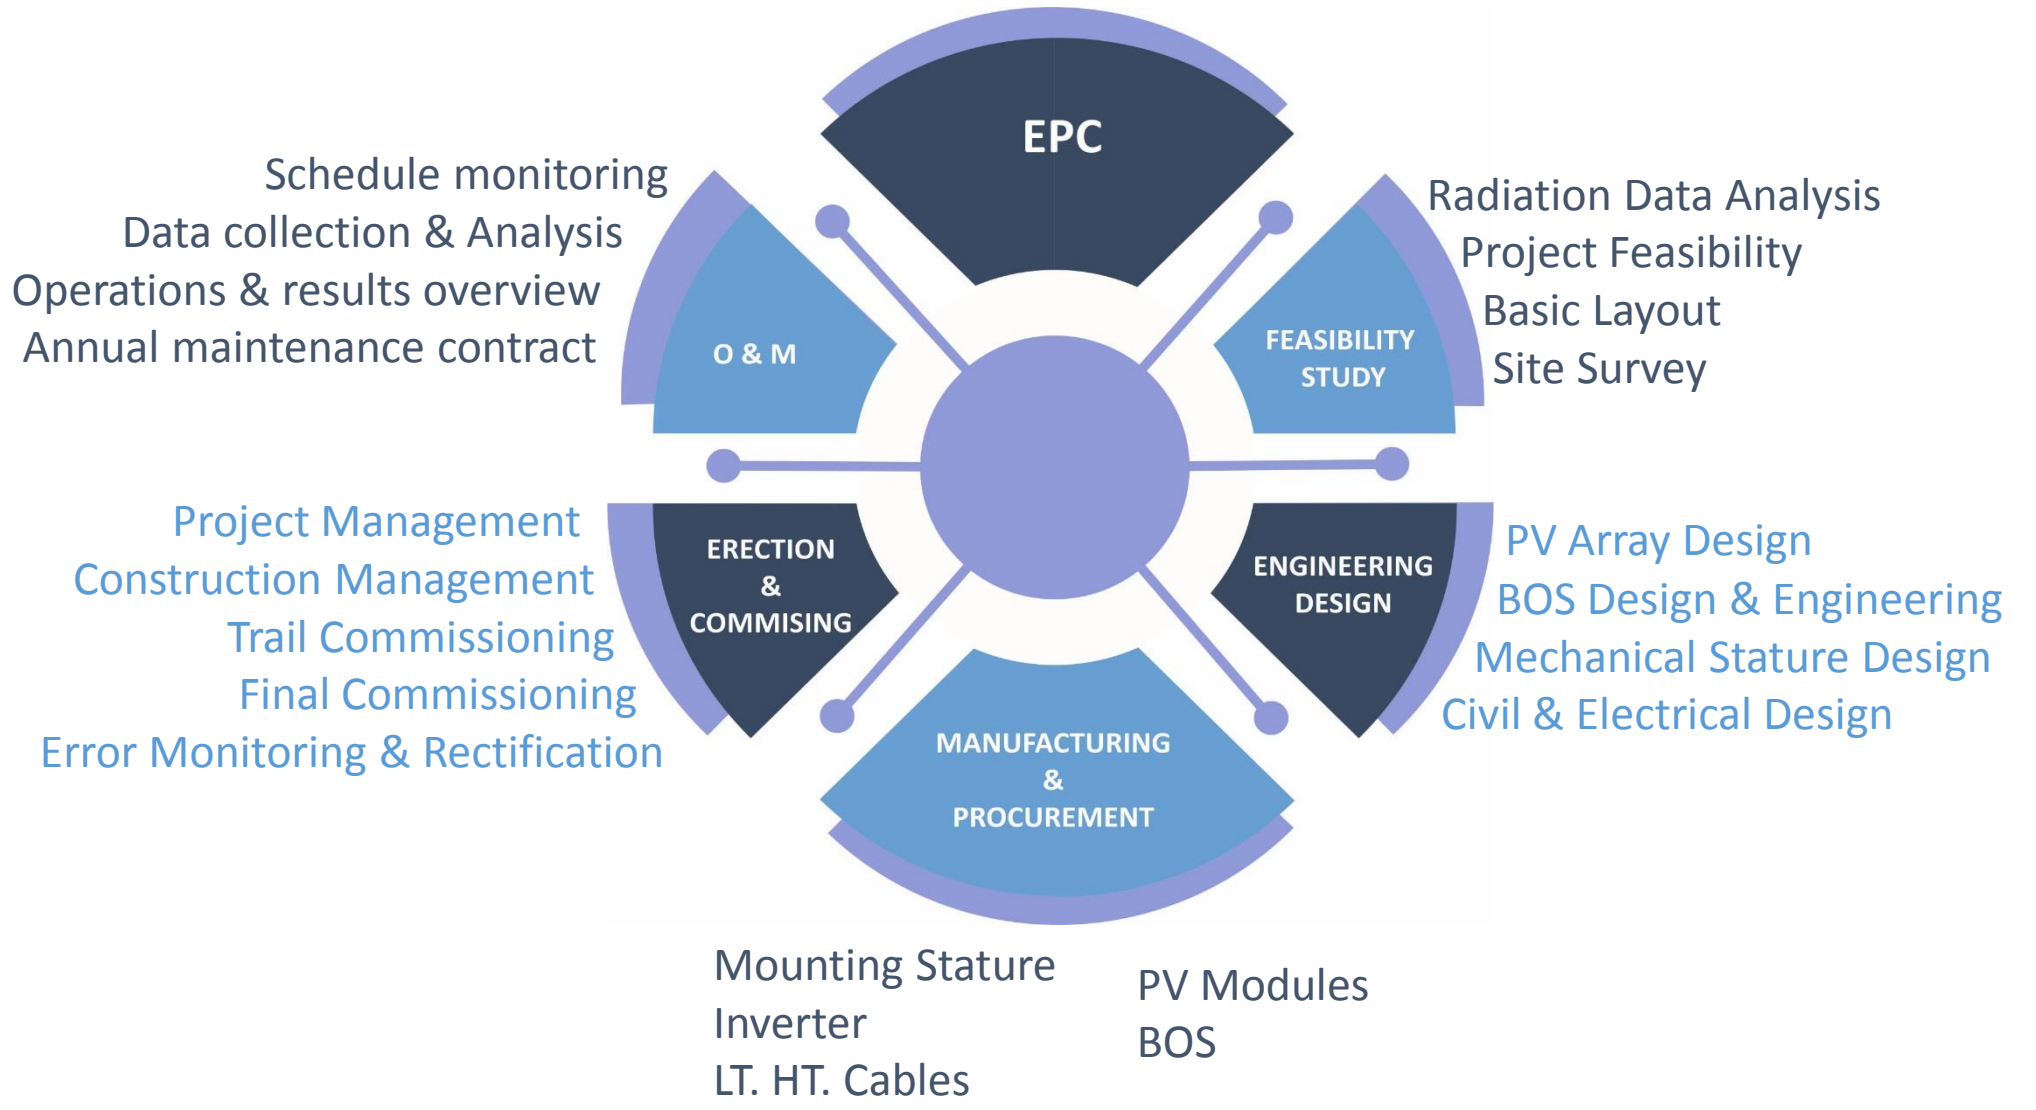 EPC
Schedule monitoring
Data collection & Analysis
Operations & results overview
Annual maintenance contract
O & M
Radiation Data Analysis
Project Feasibility
Basic Layout
Site Survey
FEASIBILITY
STUDY
Project Management
Construction Management
Trail Commissioning
Final Commissioning
Error Monitoring & Rectification
ERECTION
&
COMMISING
ENGINEERING
DESIGN
PV Array Design
BOS Design & Engineering
Mechanical Stature Design
Civil & Electrical Design
MANUFACTURING
&
PROCUREMENT
Mounting Stature
Inverter
LT. HT. Cables
PV Modules
BOS